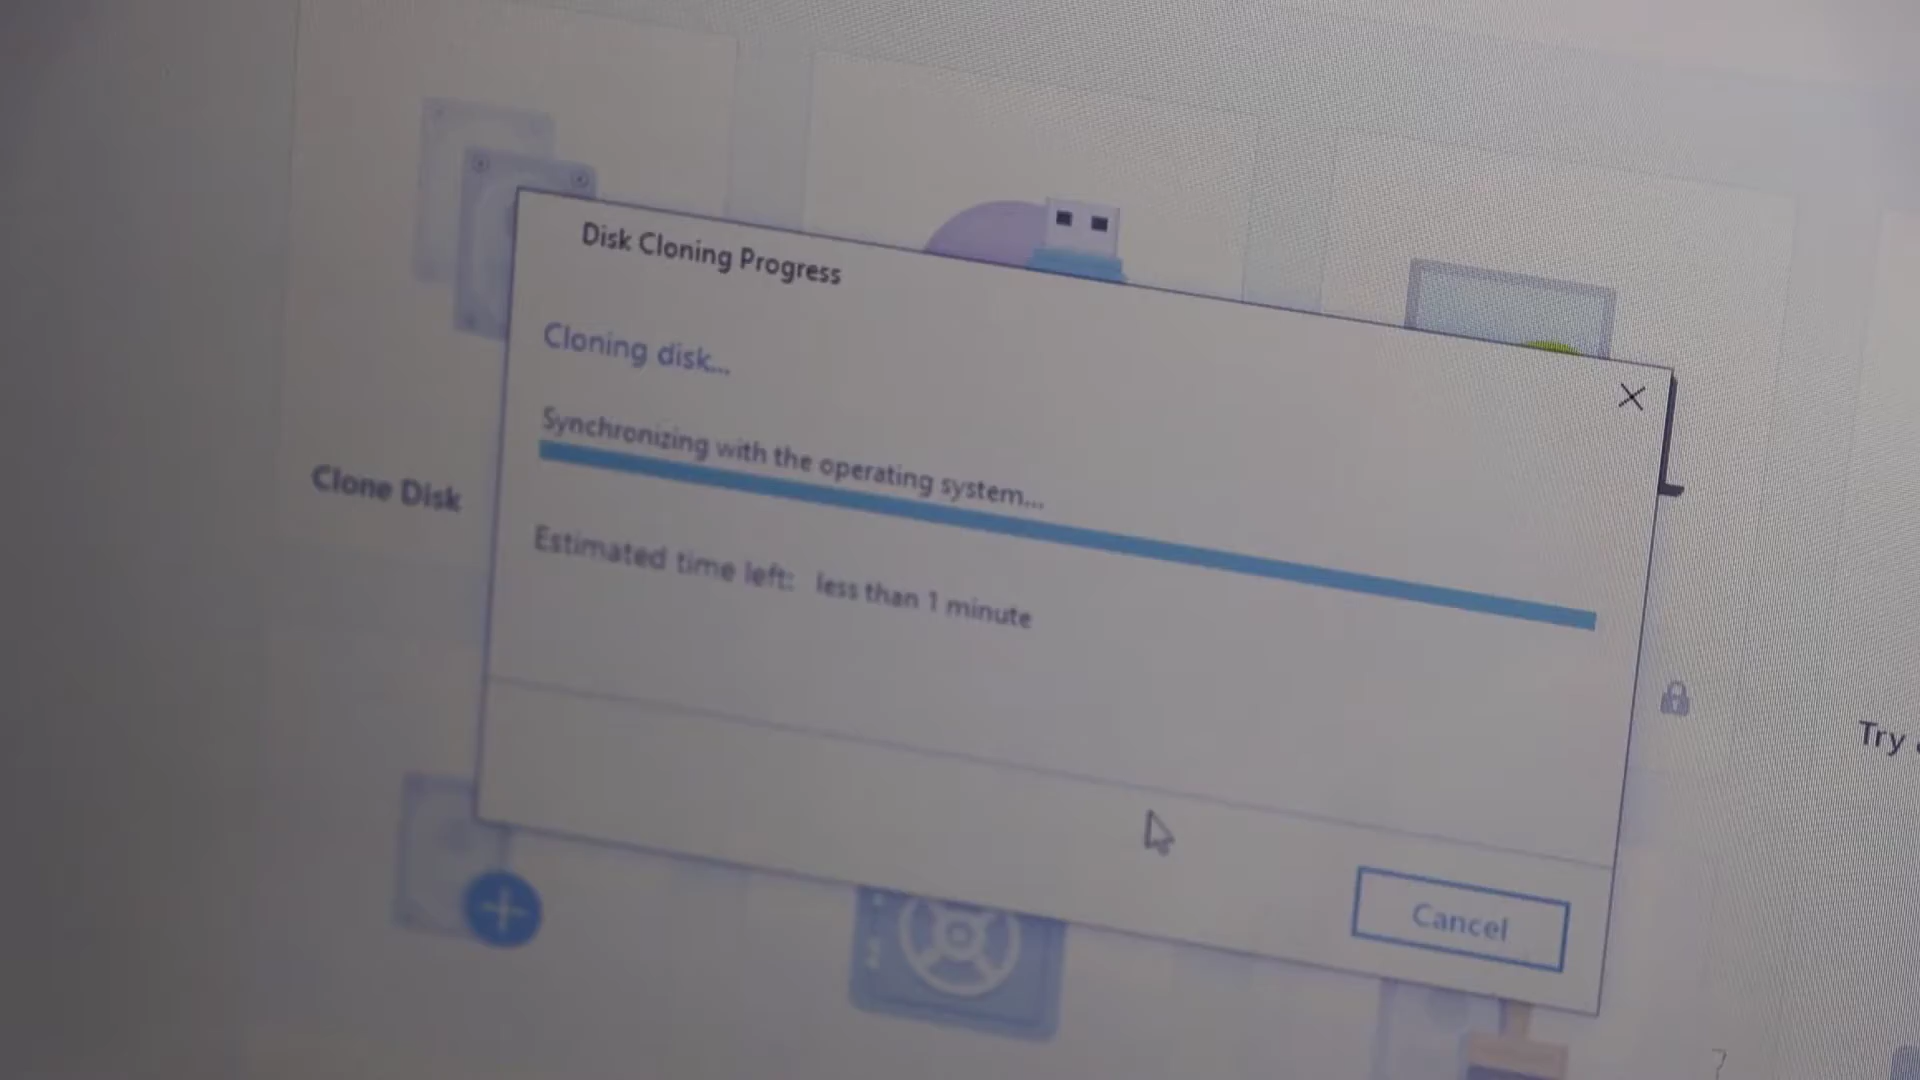 Disk Cloning Progress
Cloning disk...
Synchronizing with the operating system...
Clone Disk
Estimated time left: less than 1 minute
Try
Cancel